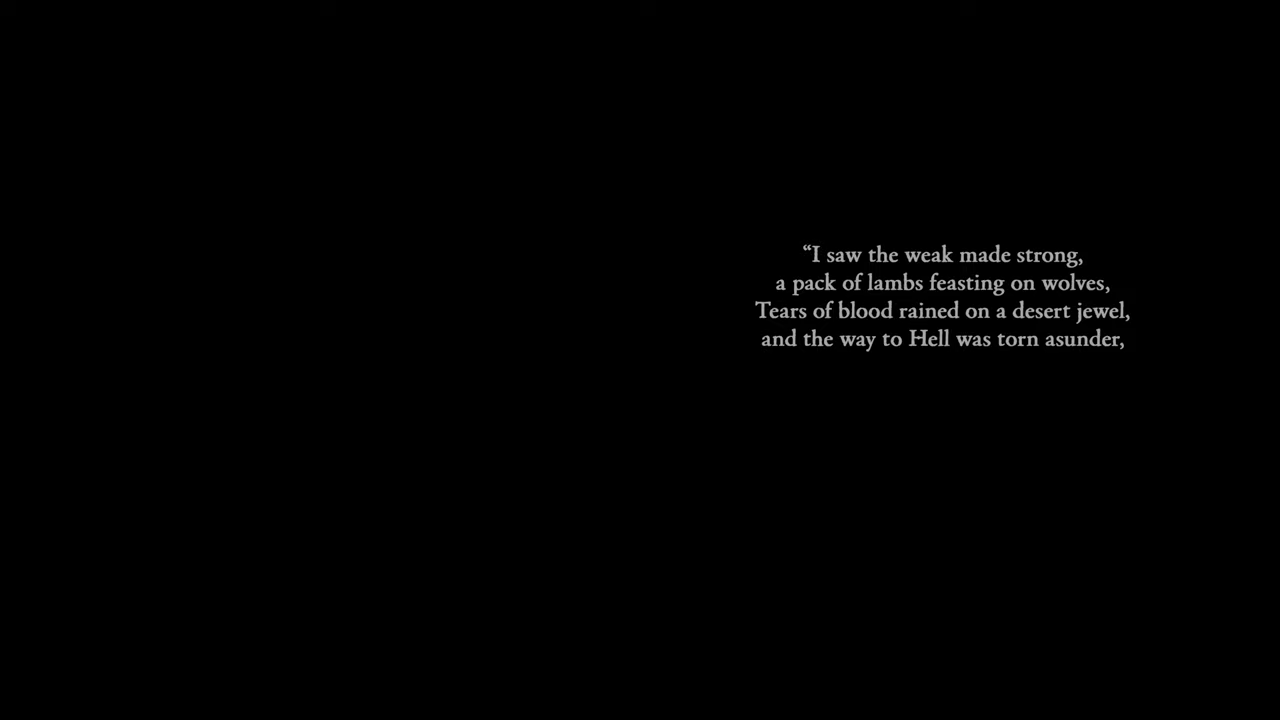 “I saw the weak made strong,
a pack of lambs feasting on wolves,
Tears of blood rained on a desert jewel,
and the way to Hell was torn asunder,